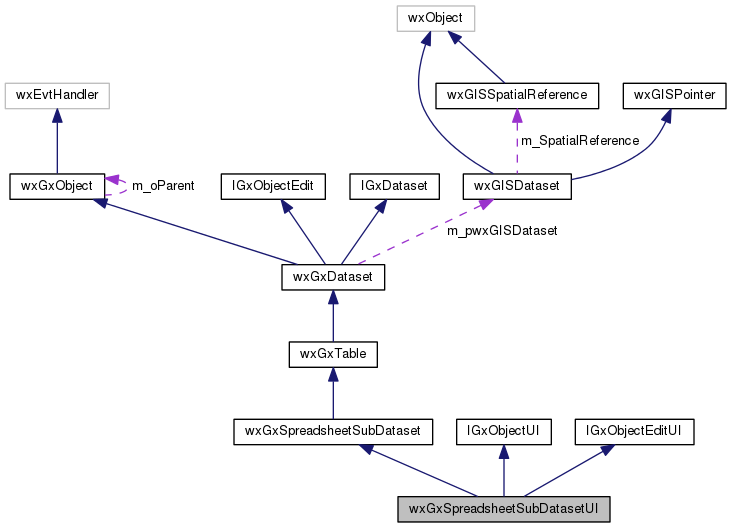 wxObject
wxEvtHandler
wxGISSpatialReference
wxGISPointer
m_SpatialReference
wxGxObject
m_oParent
IGxObjectEdit
IGxDataset
wxGISDataset
m_pwxGISDataset
wxGxDataset
wxGxTable
wxGxSpreadsheetSubDataset
IGxObjectUI
IGxObjectEditUI
wxGxSpreadsheetSubDatasetUI